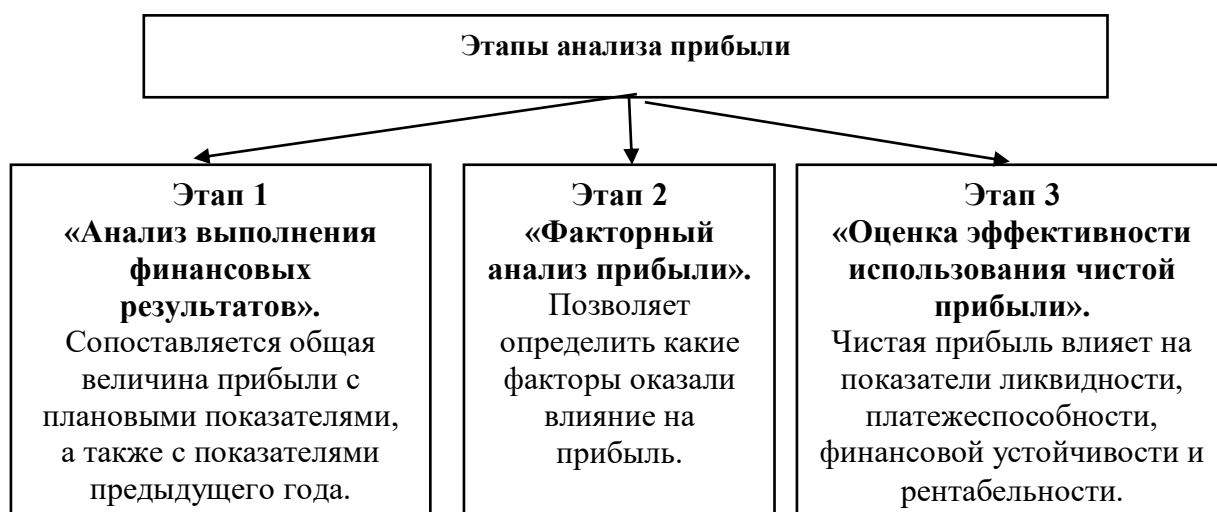 Этапы анализа прибыли
Этап 1
«Анализ выполнения
финансовых
результатов».
Сопоставляется общая
величина прибыли с
плановыми показателями,
а также с показателями
предыдущего года.
Этап 2
«Факторный
анализ прибыли».
Позволяет
определить какие
факторы оказали
влияние на
прибыль.
Этап 3
«Оценка эффективности
использования чистой
прибыли».
Чистая прибыль влияет на
показатели ликвидности,
платежеспособности,
финансовой устойчивости и
рентабельности.